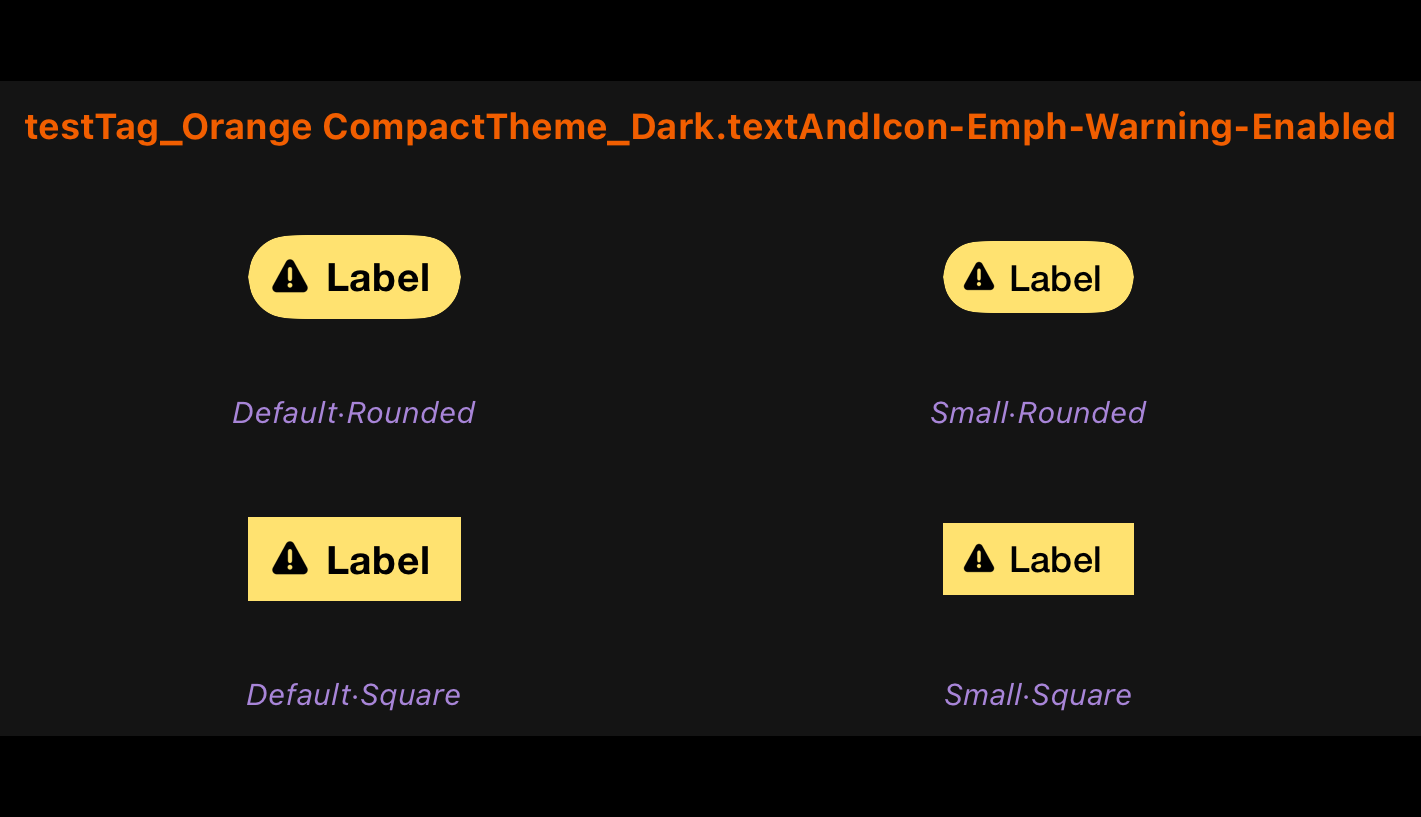 testTag_Orange CompactTheme_Dark.textAndIcon-Emph-Warning-Enabled
Label
Label
Default·Rounded
Small·Rounded
Label
Label
Default·Square
Small·Square